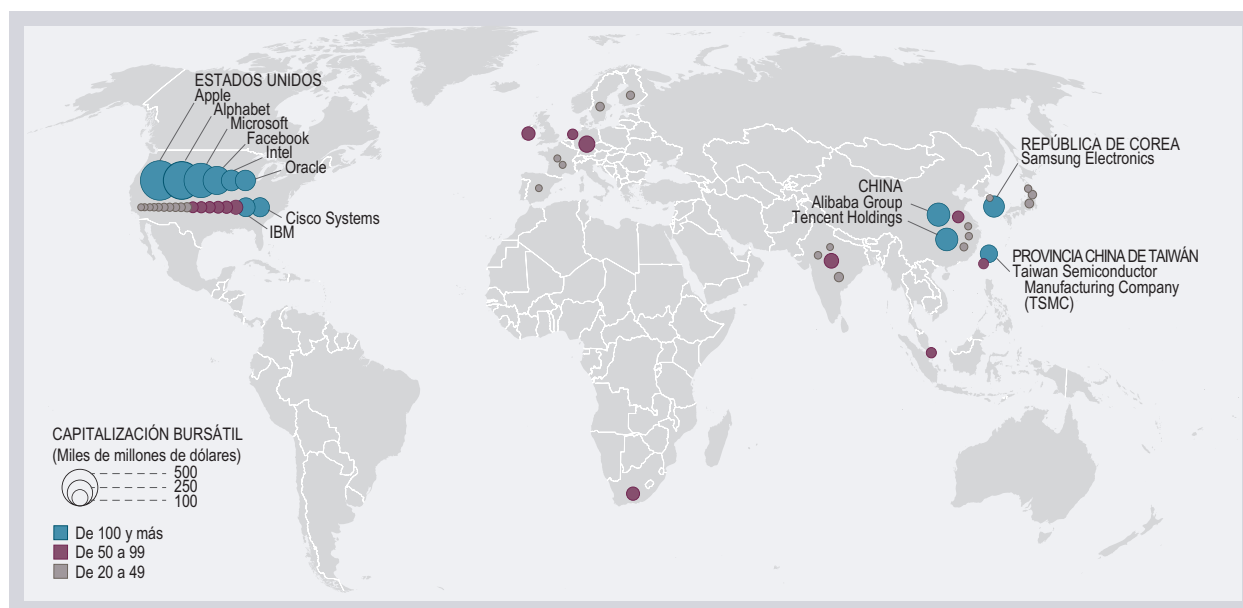 ESTADOS UNIDOS
Apple
Alphabet
Microsoft
Facebook
Intel
Oracle
Cisco Systems
IBM
REPÚBLICA DE COREA
Samsung Electronics
CHINA
Alibaba Group
Tencent Holdings
PROVINCIA CHINA DE TAIWÁN
Taiwan Semiconductor
Manufacturing Company
(TSMC)
CAPITALIZACIÓN BURSÁTIL
(Miles de millones de dólares)
500
250
100
De 100 y más
De 50 a 99
De 20 a 49